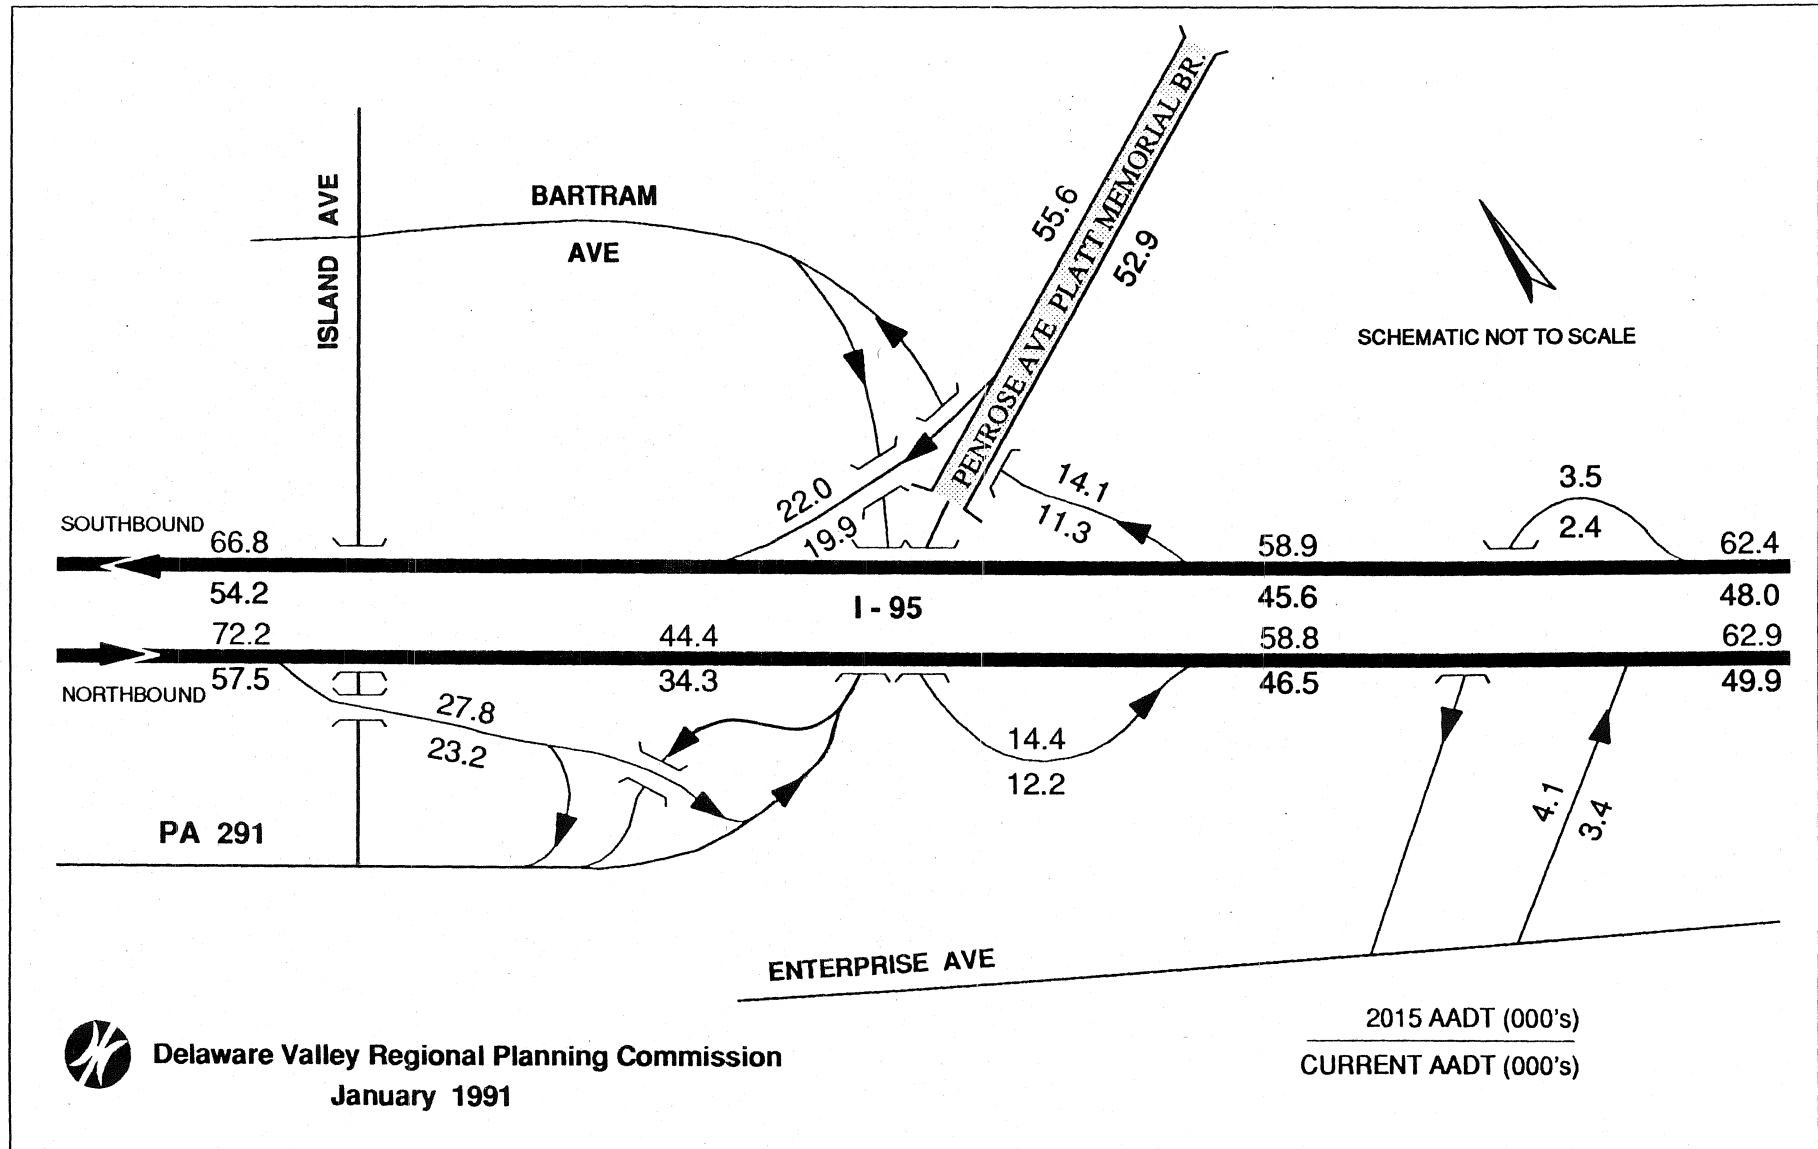 BARTRAM
AVE
ISLAND AVE
PENROSE AVE PLATT MEMORIAL BR.
55.6
52.9
SCHEMATIC NOT TO SCALE
22.0
19.9
14.1
11.3
3.5
2.4
SOUTHBOUND
66.8
58.9
62.4
54.2
I - 95
45.6
48.0
72.2
44.4
58.8
62.9
NORTHBOUND
57.5
34.3
46.5
49.9
27.8
23.2
14.4
12.2
4.1
3.4
PA 291
ENTERPRISE AVE
2015 AADT (000's)
CURRENT AADT (000's)
Delaware Valley Regional Planning Commission
January 1991